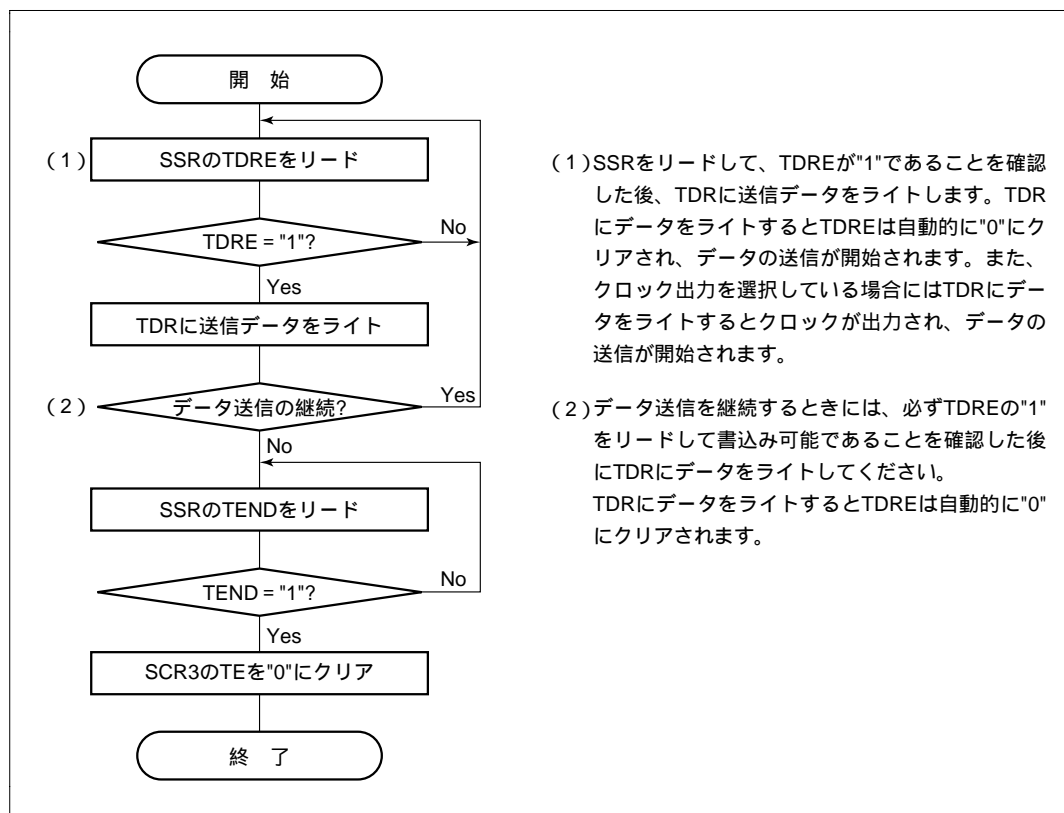 開　始
(1) SSRのTDREをリード
TDRE = "1"?
No
Yes
TDRに送信データをライト
(2) データ送信の継続?
Yes
No
SSRのTENDをリード
TEND = "1"?
No
Yes
SCR3のTEを"0"にクリア
終　了
(1)SSRをリードして、TDREが"1"であることを確認
した後、TDRに送信データをライトします。TDR
にデータをライトするとTDREは自動的に"0"にク
リアされ、データの送信が開始されます。また、
クロック出力を選択している場合にはTDRにデー
タをライトするとクロックが出力され、データの
送信が開始されます。
(2)データ送信を継続するときには、必ずTDREの"1"
をリードして書込み可能であることを確認した後
にTDRにデータをライトしてください。
TDRにデータをライトするとTDREは自動的に"0"
にクリアされます。